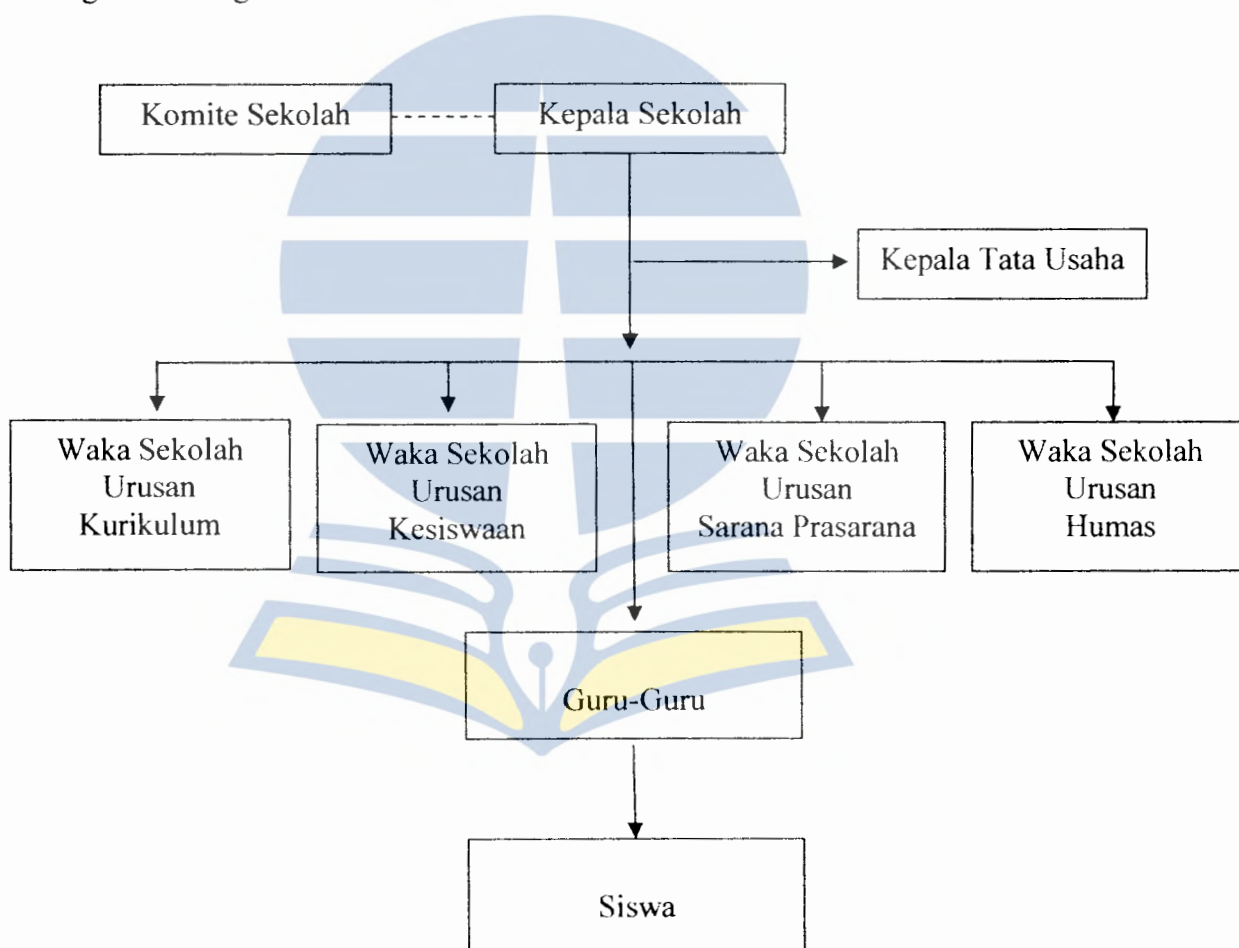 Komite Sekolah
Kepala Sekolah
Kepala Tata Usaha
Waka Sekolah
Urusan
Kurikulum
Waka Sekolah
Urusan
Kesiswaan
Waka Sekolah
Urusan
Sarana Prasarana
Waka Sekolah
Urusan
Humas
Guru-Guru
Siswa